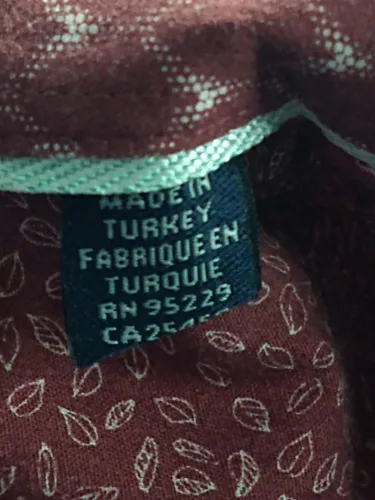 MADE IN
TURKEY
FABRIQUE EN
TURQUIE
RN 95229